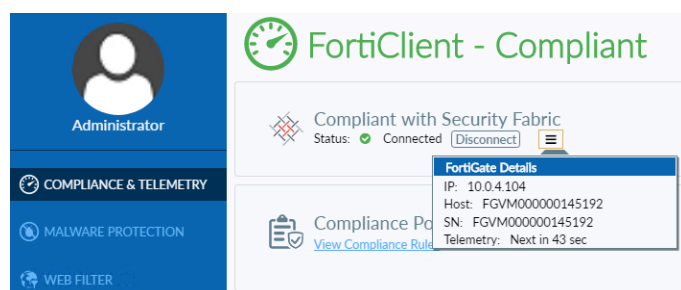 FortiClient - Compliant
Administrator
Compliant with Security Fabric
Status: Connected Disconnect
FortiGate Details
IP: 10.0.4.104
Host: FGVM000000145192
SN: FGVM000000145192
Telemetry: Next in 43 sec
COMPLIANCE & TELEMETRY
MALWARE PROTECTION
WEB FILTER
Compliance Po
View Compliance Rule